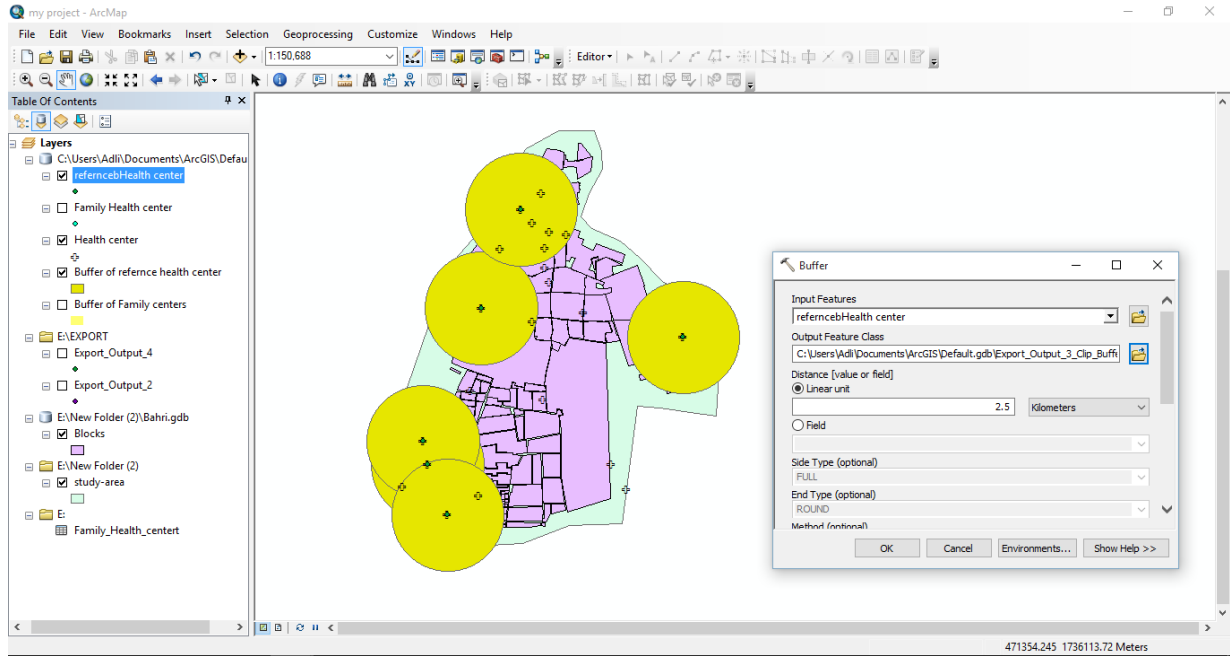 my project - ArcMap
File Edit View Bookmarks Insert Selection Geoprocessing Customize Windows Help
1:150,688
Editor
Table Of Contents
Layers
C:\Users\Adli\Documents\ArcGIS\Defau
referncebHealth center
Family Health center
Health center
Buffer of refernce health center
Buffer of Family centers
E:\EXPORT
Export_Output_4
Export_Output_2
E:\New Folder (2)\Bahri.gdb
Blocks
E:\New Folder (2)
study-area
E:
Family_Health_centert
Buffer
Input Features
referncebHealth center
Output Feature Class
C:\Users\Adli\Documents\ArcGIS\Default.gdb\Export_Output_3_Clip_Buff
Distance [value or field]
Linear unit
2.5 Kilometers
Field
Side Type (optional)
FULL
End Type (optional)
ROUND
Method (optional)
OK Cancel Environments... Show Help >>
471354.245 1736113.72 Meters